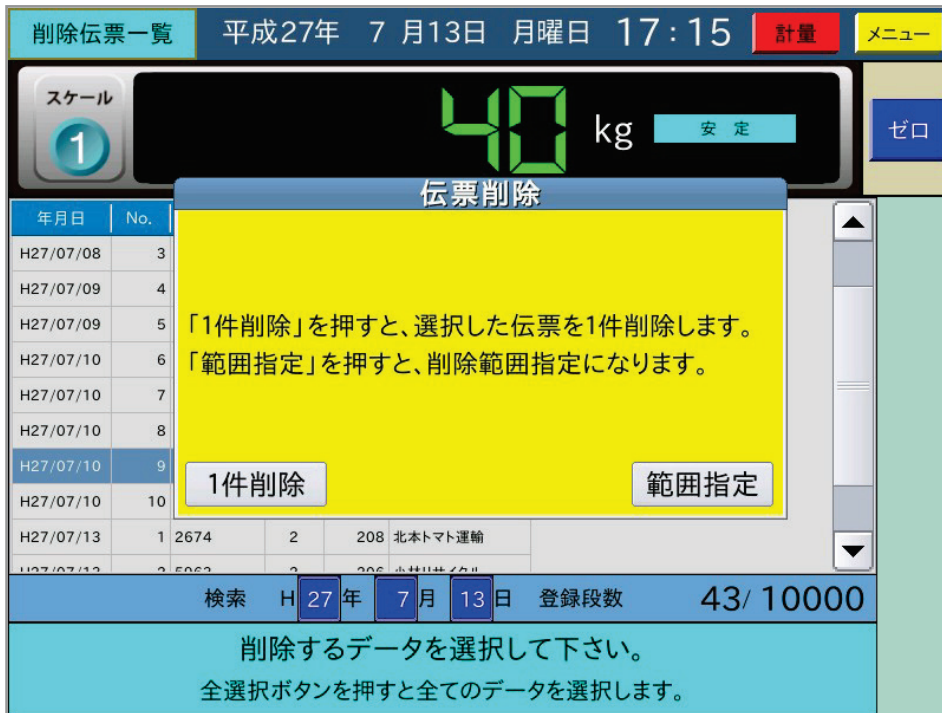 削除伝票一覧 平成27年 7月13日 月曜日 17:15 計量 メニュー
スケール
1
40 kg 安定
ゼロ
伝票削除
年月日 No.
H27/07/08 3
H27/07/09 4
H27/07/09 5
H27/07/10 6
H27/07/10 7
H27/07/10 8
H27/07/10 9
H27/07/10 10
「1件削除」を押すと、選択した伝票を1件削除します。
「範囲指定」を押すと、削除範囲指定になります。
1件削除 範囲指定
H27/07/13 1 2674 2 208 北本トマト運輸
検索 H 27 年 7 月 13 日 登録段数 43/ 10000
削除するデータを選択して下さい。
全選択ボタンを押すと全てのデータを選択します。